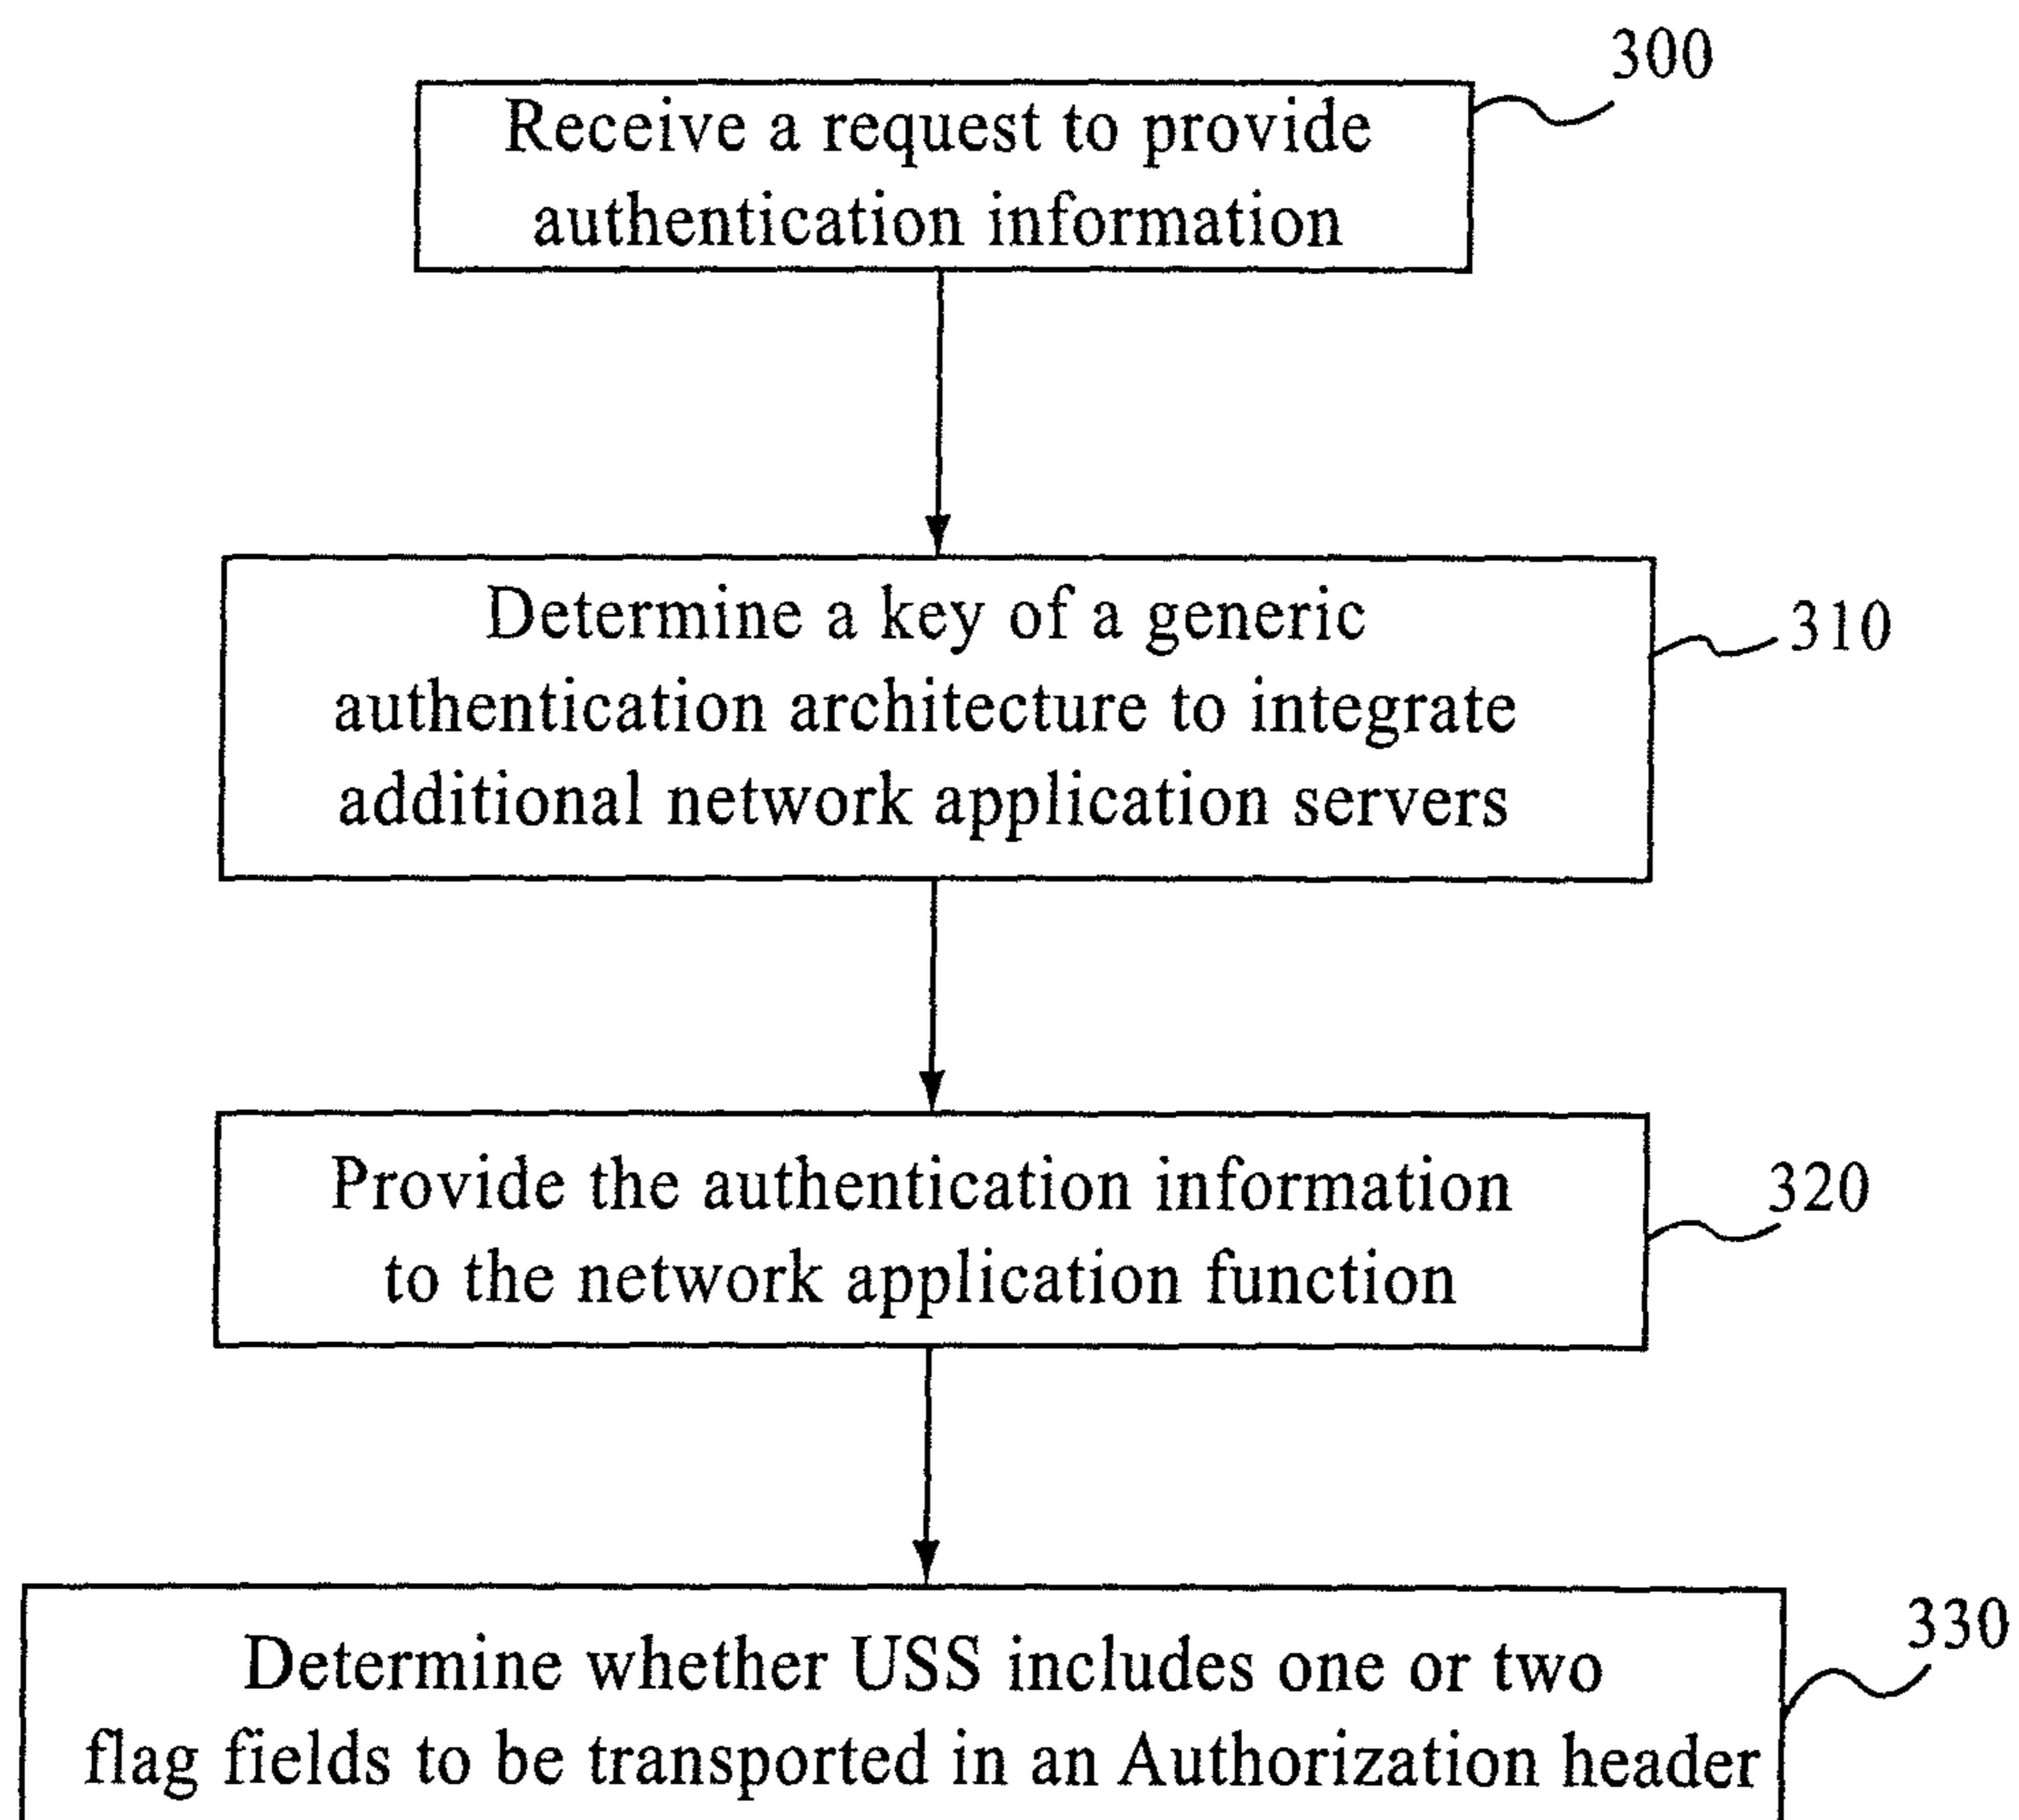 300
Receive a request to provide
authentication information
Determine a key of a generic
310
authentication architecture to integrate
additional network application servers
Provide the authentication information
320
to the network application function
330
Determine whether USS includes one or two
flag fields to be transported in an Authorization header